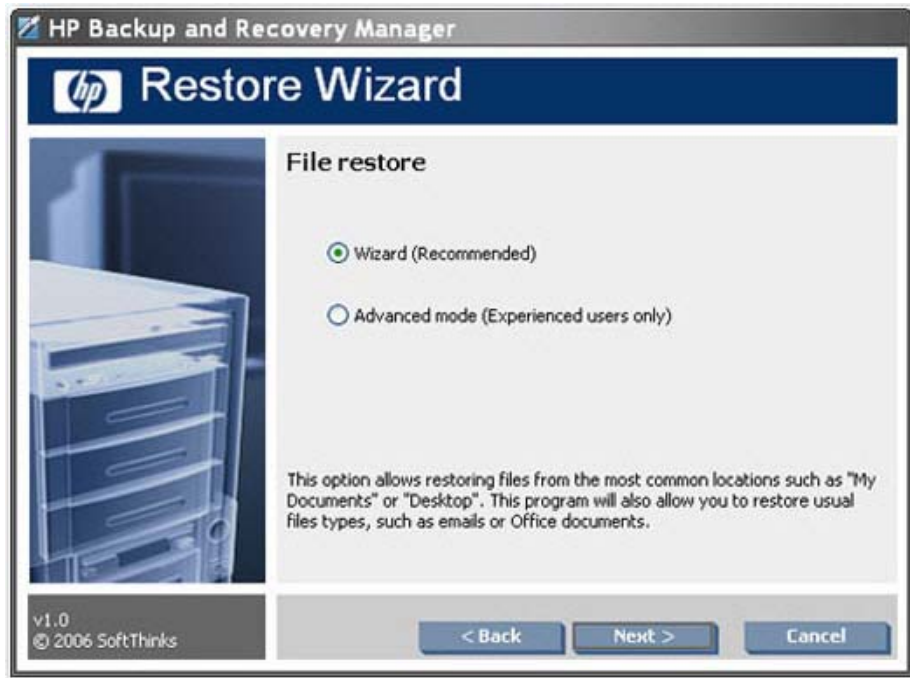 HP Backup and Recovery Manager
hp Restore Wizard
File restore
Wizard (Recommended)
Advanced mode (Experienced users only)
This option allows restoring files from the most common locations such as "My
Documents" or "Desktop". This program will also allow you to restore usual
files types, such as emails or Office documents.
v1.0
© 2006 SoftThinks
< Back Next > Cancel